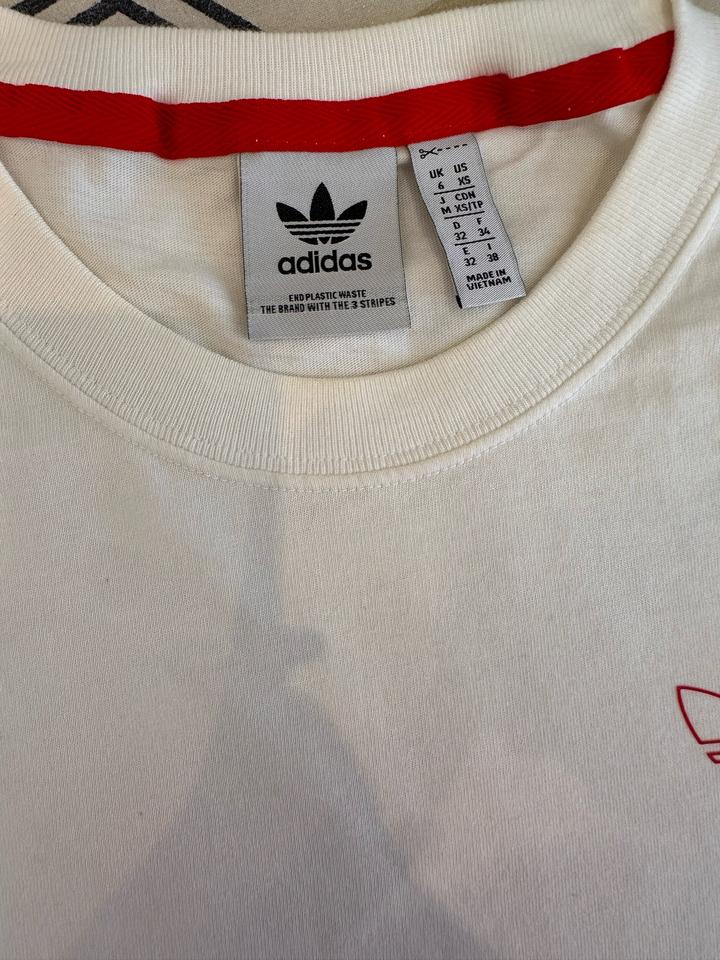 adidas
END PLASTIC WASTE
THE BRAND WITH THE 3 STRIPES
UK US
6 XS
J CDN
M XS/TP
D F
32 34
E I
32 38
MADE IN
VIETNAM